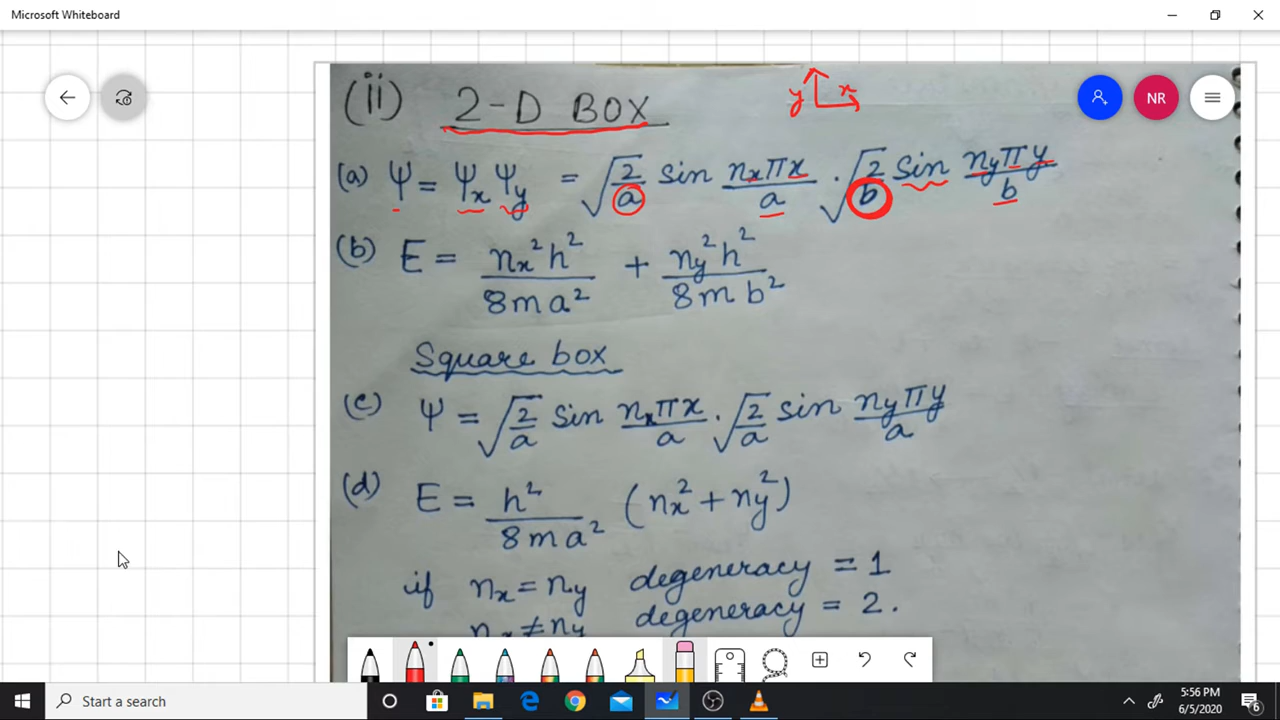 Microsoft Whiteboard
(ii) 2-D BOX
y x
NR
(a) Ψ = Ψx Ψy = √(2/a) sin nxπx/a . √(2/b) sin nyπy/b
(b) E = nx²h²/8ma² + ny²h²/8mb²
Square box
(c) Ψ = √(2/a) sin nxπx/a . √(2/a) sin nyπy/a
(d) E = h²/8ma² (nx² + ny²)
if nx = ny degeneracy = 1
nx ≠ ny degeneracy = 2.
Start a search
5:56 PM
6/5/2020
6